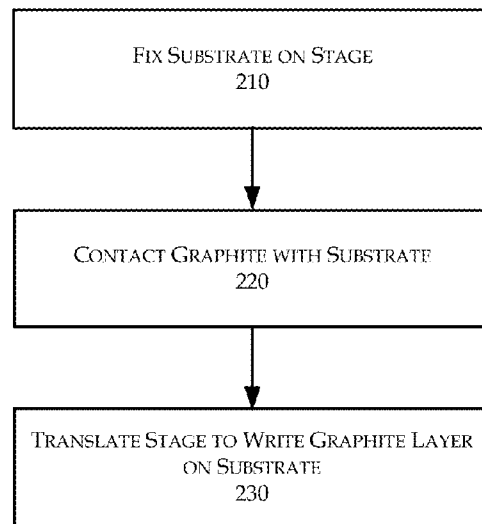 FIX SUBSTRATE ON STAGE
210
CONTACT GRAPHITE WITH SUBSTRATE
220
TRANSLATE STAGE TO WRITE GRAPHITE LAYER
ON SUBSTRATE
230